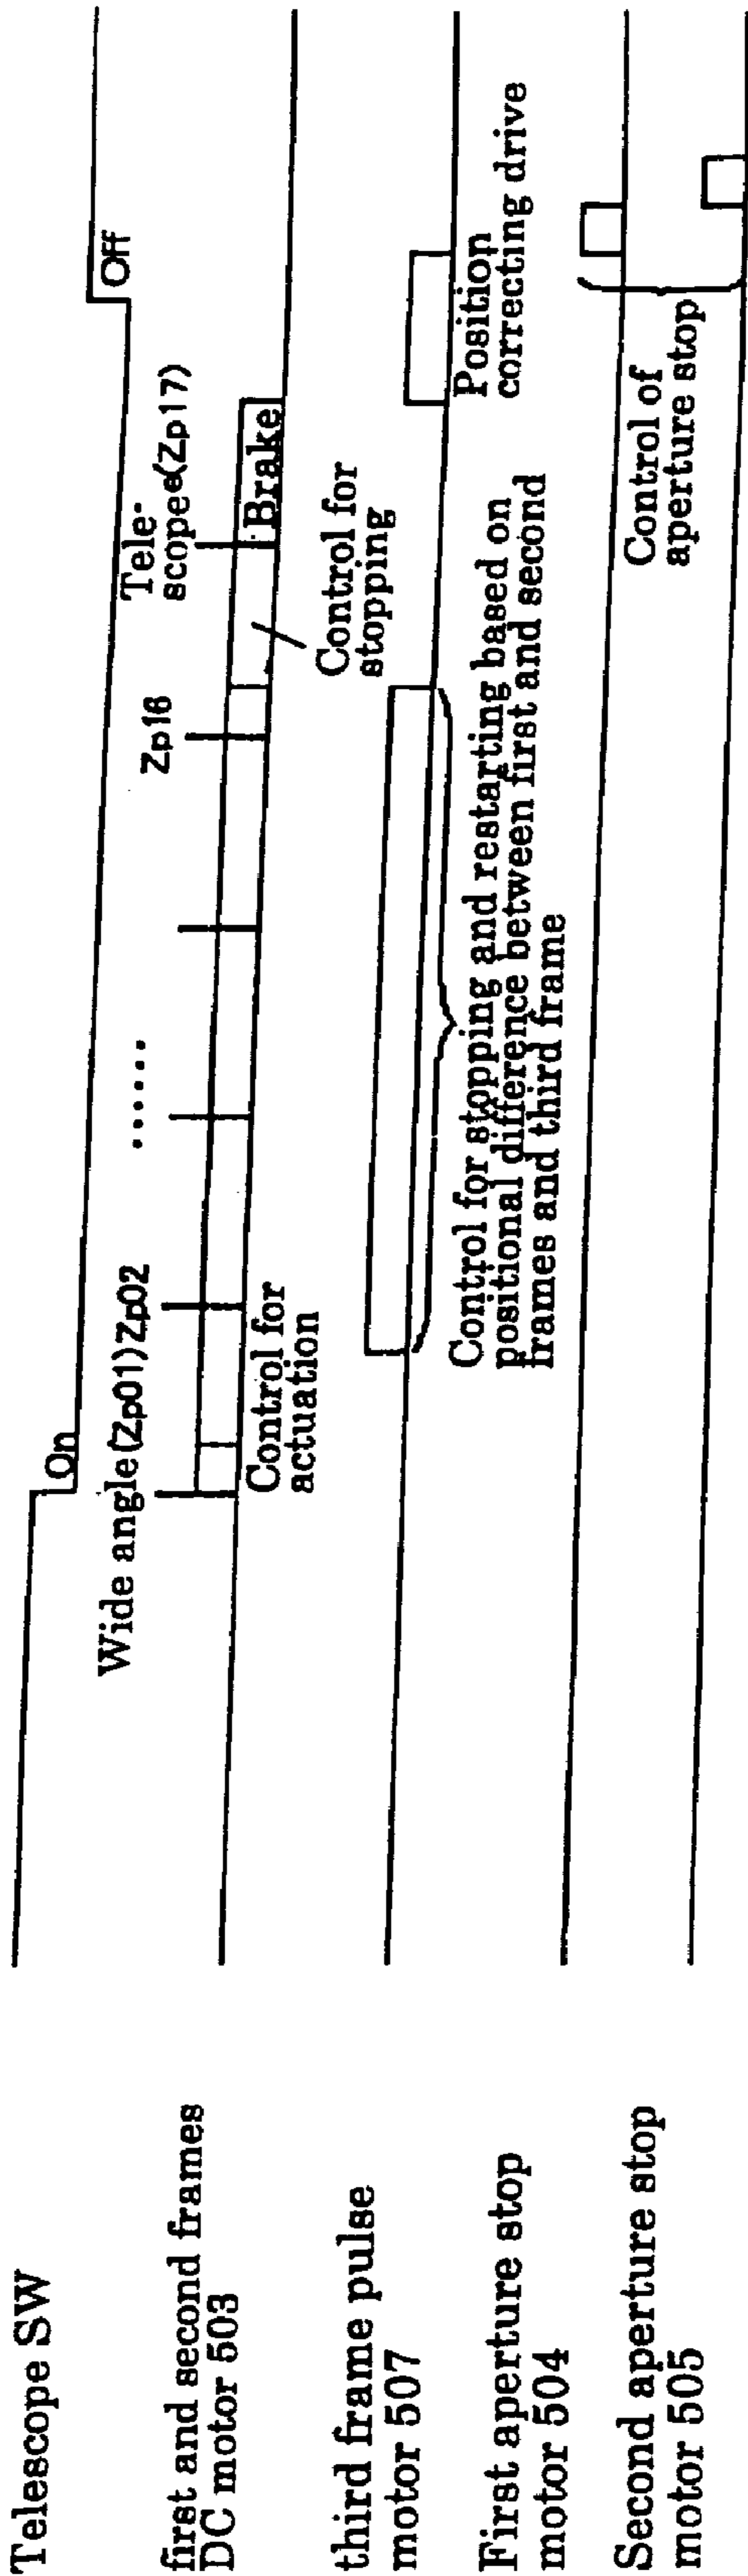 Telescope SW
On
Off
first and second frames
DC motor 503
Wide angle(Zp01)
Zp02
......
Zp16
Tele-
scope(Zp17)
Control for
actuation
Control for
stopping
Brake
third frame pulse
motor 507
Control for stopping and restarting based on
positional difference between first and second
frames and third frame
Position
correcting drive
First aperture stop
motor 504
Control of
aperture stop
Second aperture stop
motor 505